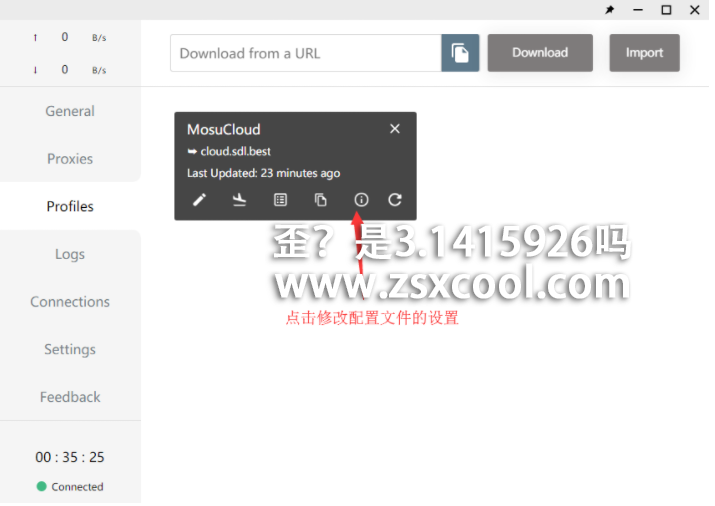 ↑ 0 B/s
↓ 0 B/s
Download from a URL
Download
Import
General
Proxies
Profiles
Logs
Connections
Settings
Feedback
00 : 35 : 25
Connected
MosuCloud
cloud.sdl.best
Last Updated: 23 minutes ago
歪？是3.1415926吗
www.zsxcool.com
点击修改配置文件的设置